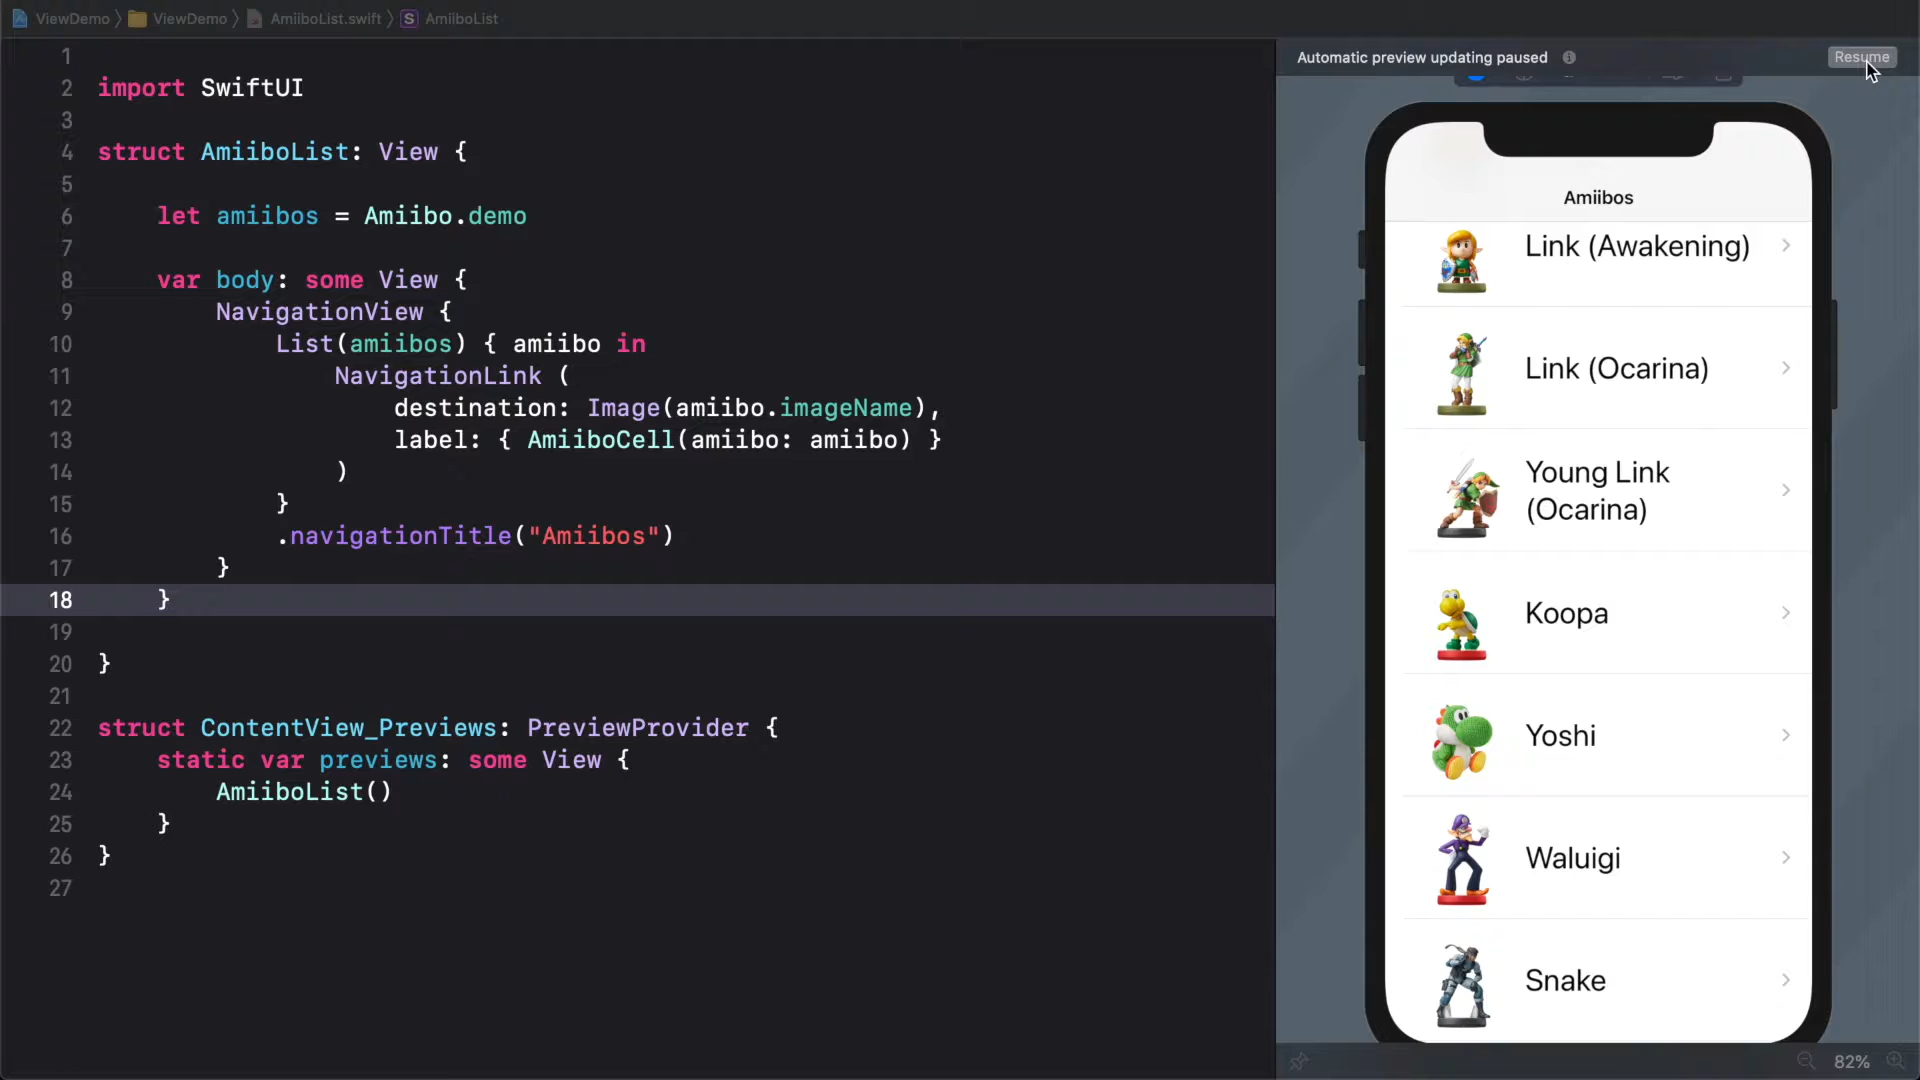 ViewDemo 〉 ViewDemo 〉 AmiiboList.swift 〉 S AmiiboList
1
2 import SwiftUI
3
4 struct AmiiboList: View {
5
6 let amiibos = Amiibo.demo
7
8 var body: some View {
9 NavigationView {
10 List(amiibos) { amiibo in
11 NavigationLink (
12 destination: Image(amiibo.imageName),
13 label: { AmiiboCell(amiibo: amiibo) }
14 )
15 }
16 .navigationTitle("Amiibos")
17 }
18 }
19
20 }
21
22 struct ContentView_Previews: PreviewProvider {
23 static var previews: some View {
24 AmiiboList()
25 }
26 }
27
Automatic preview updating paused
Resume
Amiibos
Link (Awakening)
Link (Ocarina)
Young Link
(Ocarina)
Koopa
Yoshi
Waluigi
Snake
82%